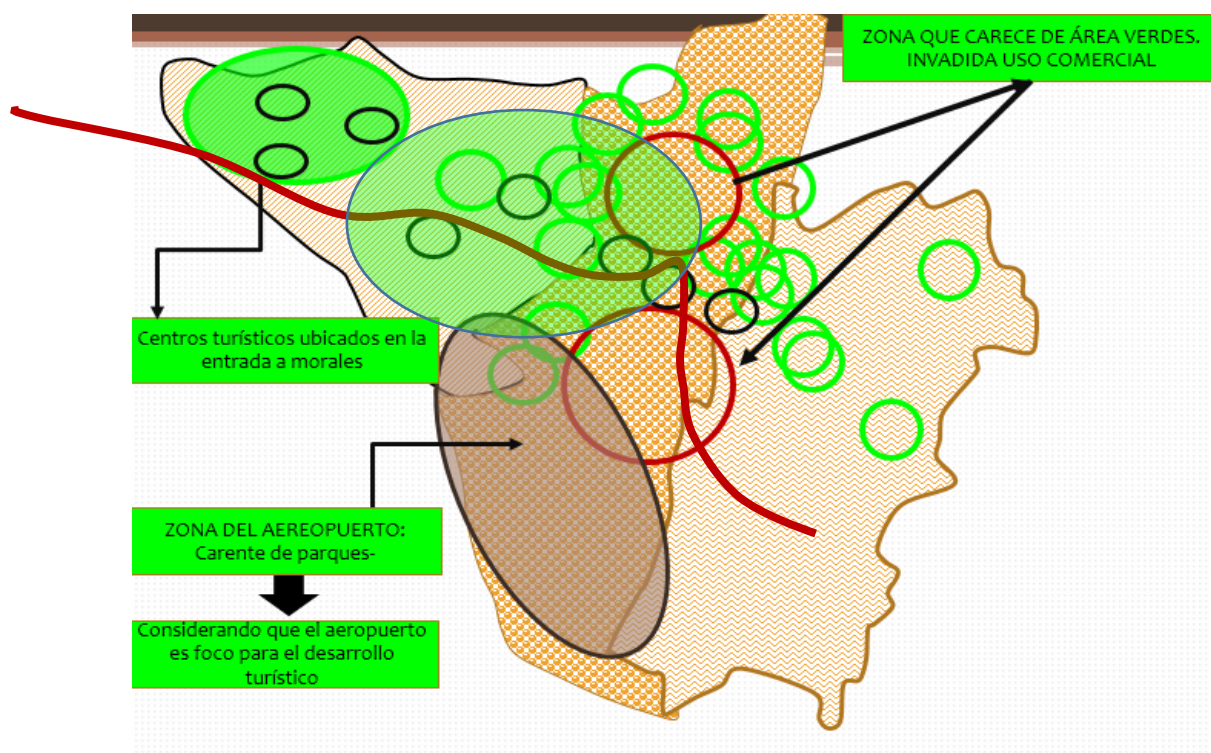 ZONA QUE CARECE DE ÁREA VERDES.
INVADIDA USO COMERCIAL
Centros turísticos ubicados en la
entrada a morales
ZONA DEL AEREOPUERTO:
Carente de parques-
Considerando que el aeropuerto
es foco para el desarrollo
turístico